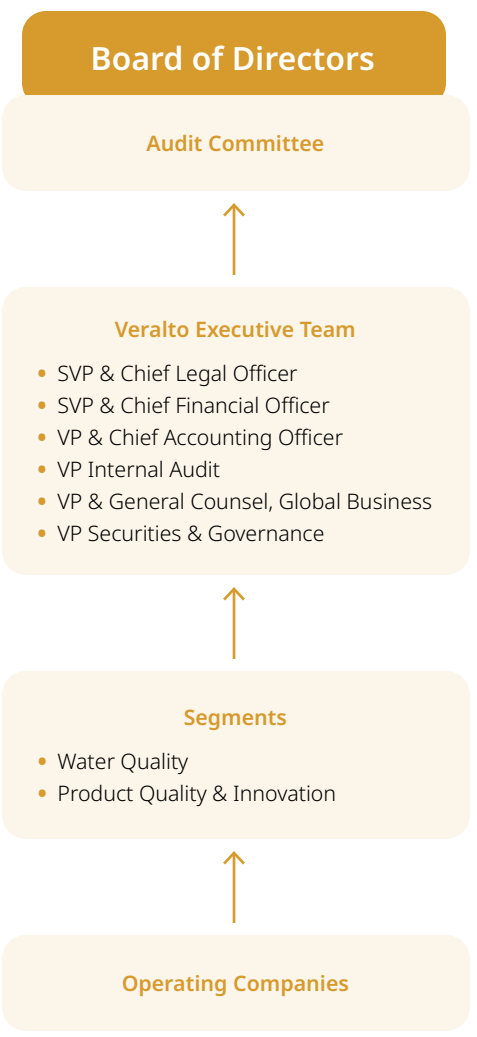 Board of Directors
Audit Committee
Veralto Executive Team
• SVP & Chief Legal Officer
• SVP & Chief Financial Officer
• VP & Chief Accounting Officer
• VP Internal Audit
• VP & General Counsel, Global Business
• VP Securities & Governance
Segments
• Water Quality
• Product Quality & Innovation
Operating Companies